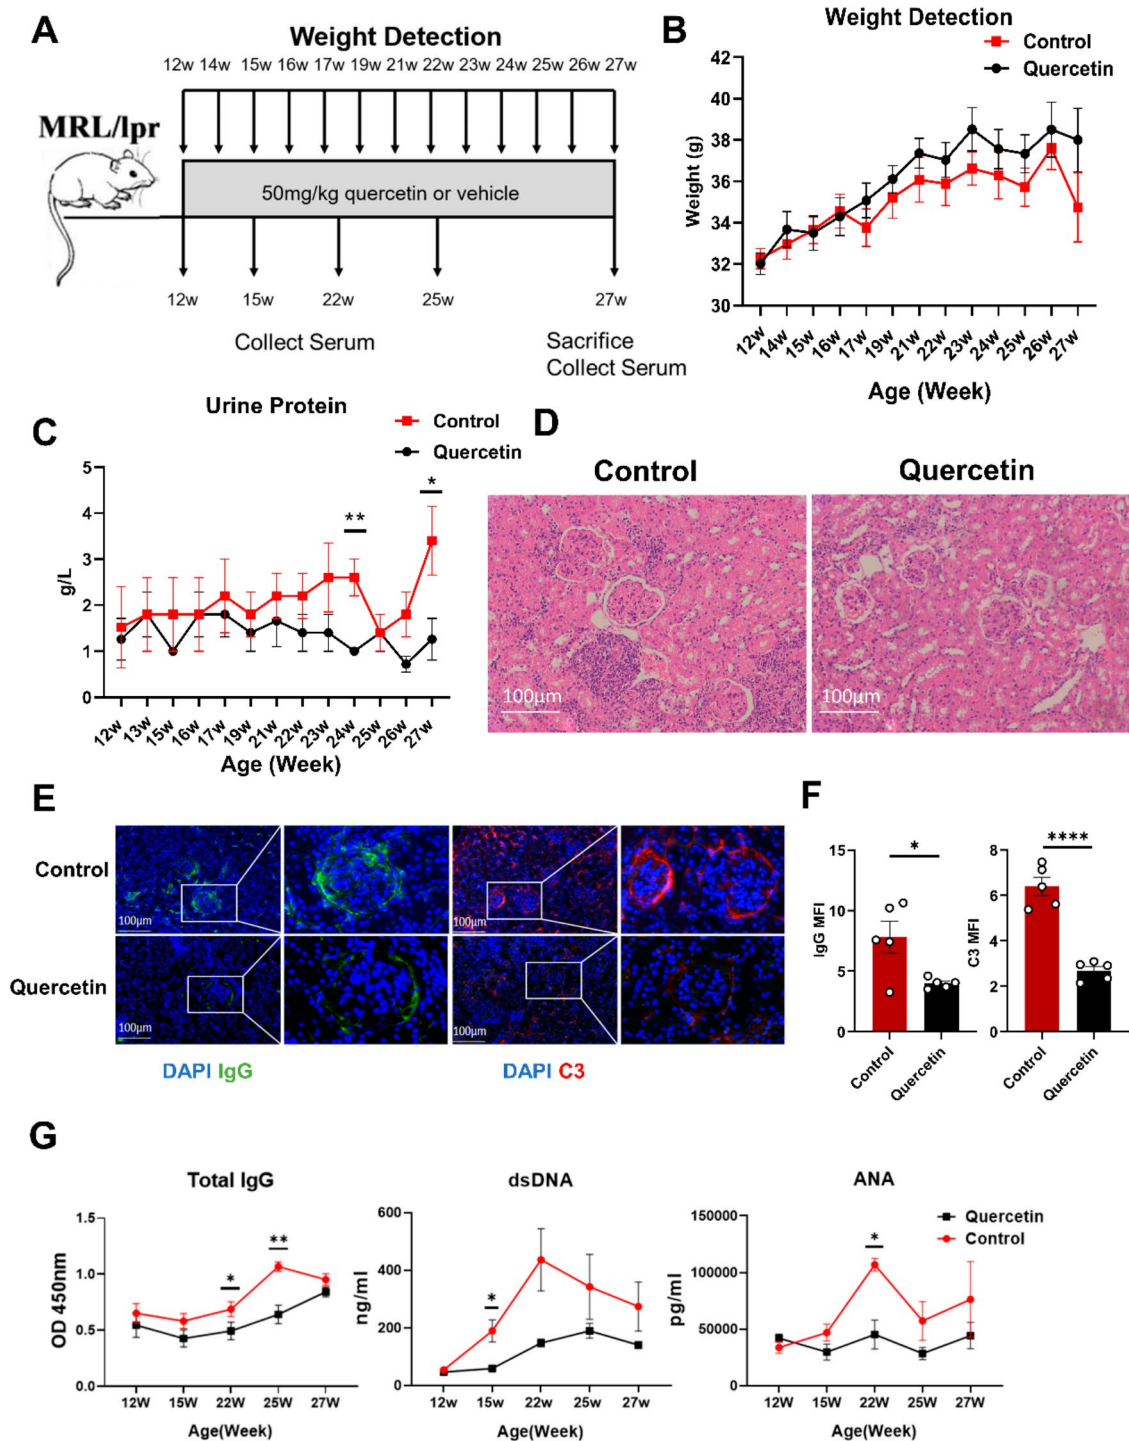 A
Weight Detection
12w 14w 15w 16w 17w 19w 21w 22w 23w 24w 25w 26w 27w
MRL/lpr
50mg/kg quercetin or vehicle
12w 15w 22w 25w 27w
Collect Serum
Sacrifice
Collect Serum
B
Weight Detection
Control
Quercetin
Weight (g)
42
40
38
36
34
32
30
12w 14w 15w 16w 17w 19w 21w 22w 23w 24w 25w 26w 27w
Age (Week)
C
Urine Protein
Control
Quercetin
g/L
5
4
3
2
1
0
**
*
12w 13w 15w 16w 17w 19w 21w 22w 23w 24w 25w 26w 27w
Age (Week)
D
Control Quercetin
100μm 100μm
E
Control
100μm 100μm
Quercetin
100μm 100μm
DAPI IgG DAPI C3
F
IgG MFI
15
10
5
0
*
Control Quercetin
C3 MFI
8
6
4
2
0
****
Control Quercetin
G
Total IgG
OD 450nm
1.5
1.0
0.5
0.0
*
**
12W 15W 22W 25W 27W
Age(Week)
dsDNA
ng/ml
600
400
200
0
*
12w 15w 22w 25w 27w
Age(Week)
ANA
pg/ml
150000
100000
50000
0
*
Quercetin
Control
12W 15W 22W 25W 27W
Age(Week)